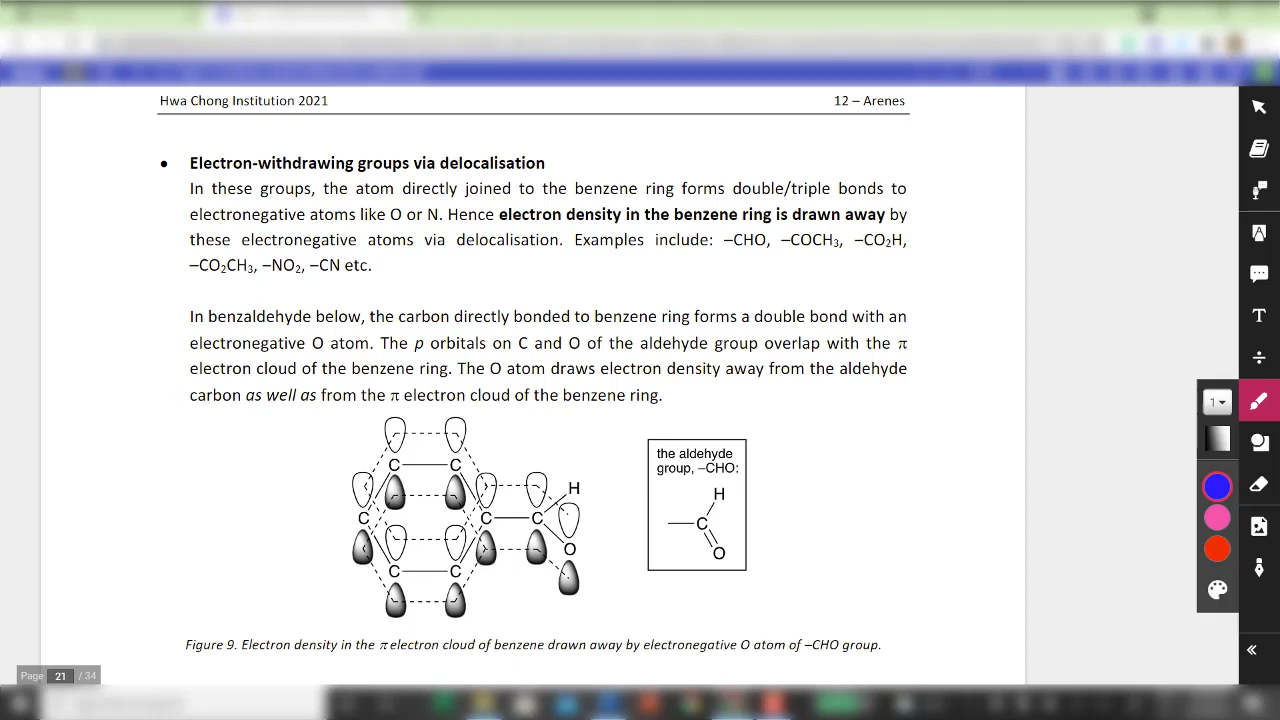 Hwa Chong Institution 2021
12 – Arenes
• Electron-withdrawing groups via delocalisation
In these groups, the atom directly joined to the benzene ring forms double/triple bonds to
electronegative atoms like O or N. Hence electron density in the benzene ring is drawn away by
these electronegative atoms via delocalisation. Examples include: –CHO, –COCH₃, –CO₂H,
–CO₂CH₃, –NO₂, –CN etc.
In benzaldehyde below, the carbon directly bonded to benzene ring forms a double bond with an
electronegative O atom. The p orbitals on C and O of the aldehyde group overlap with the π
electron cloud of the benzene ring. The O atom draws electron density away from the aldehyde
carbon as well as from the π electron cloud of the benzene ring.
C C
H
C C C
O
C C
the aldehyde
group, –CHO:
H
C
O
Figure 9. Electron density in the π electron cloud of benzene drawn away by electronegative O atom of –CHO group.
Page 21 / 34
T
1